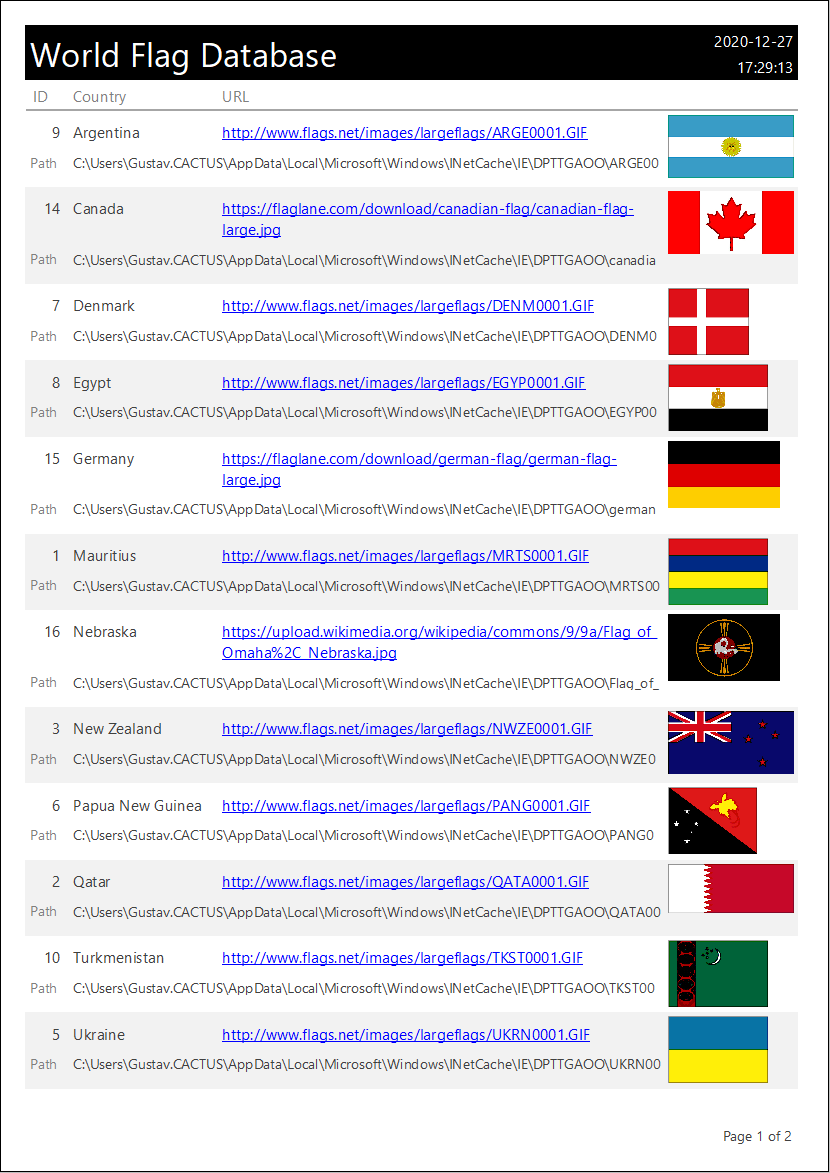 World Flag Database
2020-12-27
17:29:13
ID Country URL
9 Argentina http://www.flags.net/images/largeflags/ARGE0001.GIF
Path C:\Users\Gustav.CACTUS\AppData\Local\Microsoft\Windows\INetCache\IE\DPTTGAOO\ARGE00
14 Canada https://flaglane.com/download/canadian-flag/canadian-flag-
large.jpg
Path C:\Users\Gustav.CACTUS\AppData\Local\Microsoft\Windows\INetCache\IE\DPTTGAOO\canadia
7 Denmark http://www.flags.net/images/largeflags/DENM0001.GIF
Path C:\Users\Gustav.CACTUS\AppData\Local\Microsoft\Windows\INetCache\IE\DPTTGAOO\DENM0
8 Egypt http://www.flags.net/images/largeflags/EGYP0001.GIF
Path C:\Users\Gustav.CACTUS\AppData\Local\Microsoft\Windows\INetCache\IE\DPTTGAOO\EGYP00
15 Germany https://flaglane.com/download/german-flag/german-flag-
large.jpg
Path C:\Users\Gustav.CACTUS\AppData\Local\Microsoft\Windows\INetCache\IE\DPTTGAOO\german
1 Mauritius http://www.flags.net/images/largeflags/MRTS0001.GIF
Path C:\Users\Gustav.CACTUS\AppData\Local\Microsoft\Windows\INetCache\IE\DPTTGAOO\MRTS00
16 Nebraska https://upload.wikimedia.org/wikipedia/commons/9/9a/Flag_of_
Omaha%2C_Nebraska.jpg
Path C:\Users\Gustav.CACTUS\AppData\Local\Microsoft\Windows\INetCache\IE\DPTTGAOO\Flag_of_
3 New Zealand http://www.flags.net/images/largeflags/NWZE0001.GIF
Path C:\Users\Gustav.CACTUS\AppData\Local\Microsoft\Windows\INetCache\IE\DPTTGAOO\NWZE0
6 Papua New Guinea http://www.flags.net/images/largeflags/PANG0001.GIF
Path C:\Users\Gustav.CACTUS\AppData\Local\Microsoft\Windows\INetCache\IE\DPTTGAOO\PANG0
2 Qatar http://www.flags.net/images/largeflags/QATA0001.GIF
Path C:\Users\Gustav.CACTUS\AppData\Local\Microsoft\Windows\INetCache\IE\DPTTGAOO\QATA00
10 Turkmenistan http://www.flags.net/images/largeflags/TKST0001.GIF
Path C:\Users\Gustav.CACTUS\AppData\Local\Microsoft\Windows\INetCache\IE\DPTTGAOO\TKST00
5 Ukraine http://www.flags.net/images/largeflags/UKRN0001.GIF
Path C:\Users\Gustav.CACTUS\AppData\Local\Microsoft\Windows\INetCache\IE\DPTTGAOO\UKRN00
Page 1 of 2